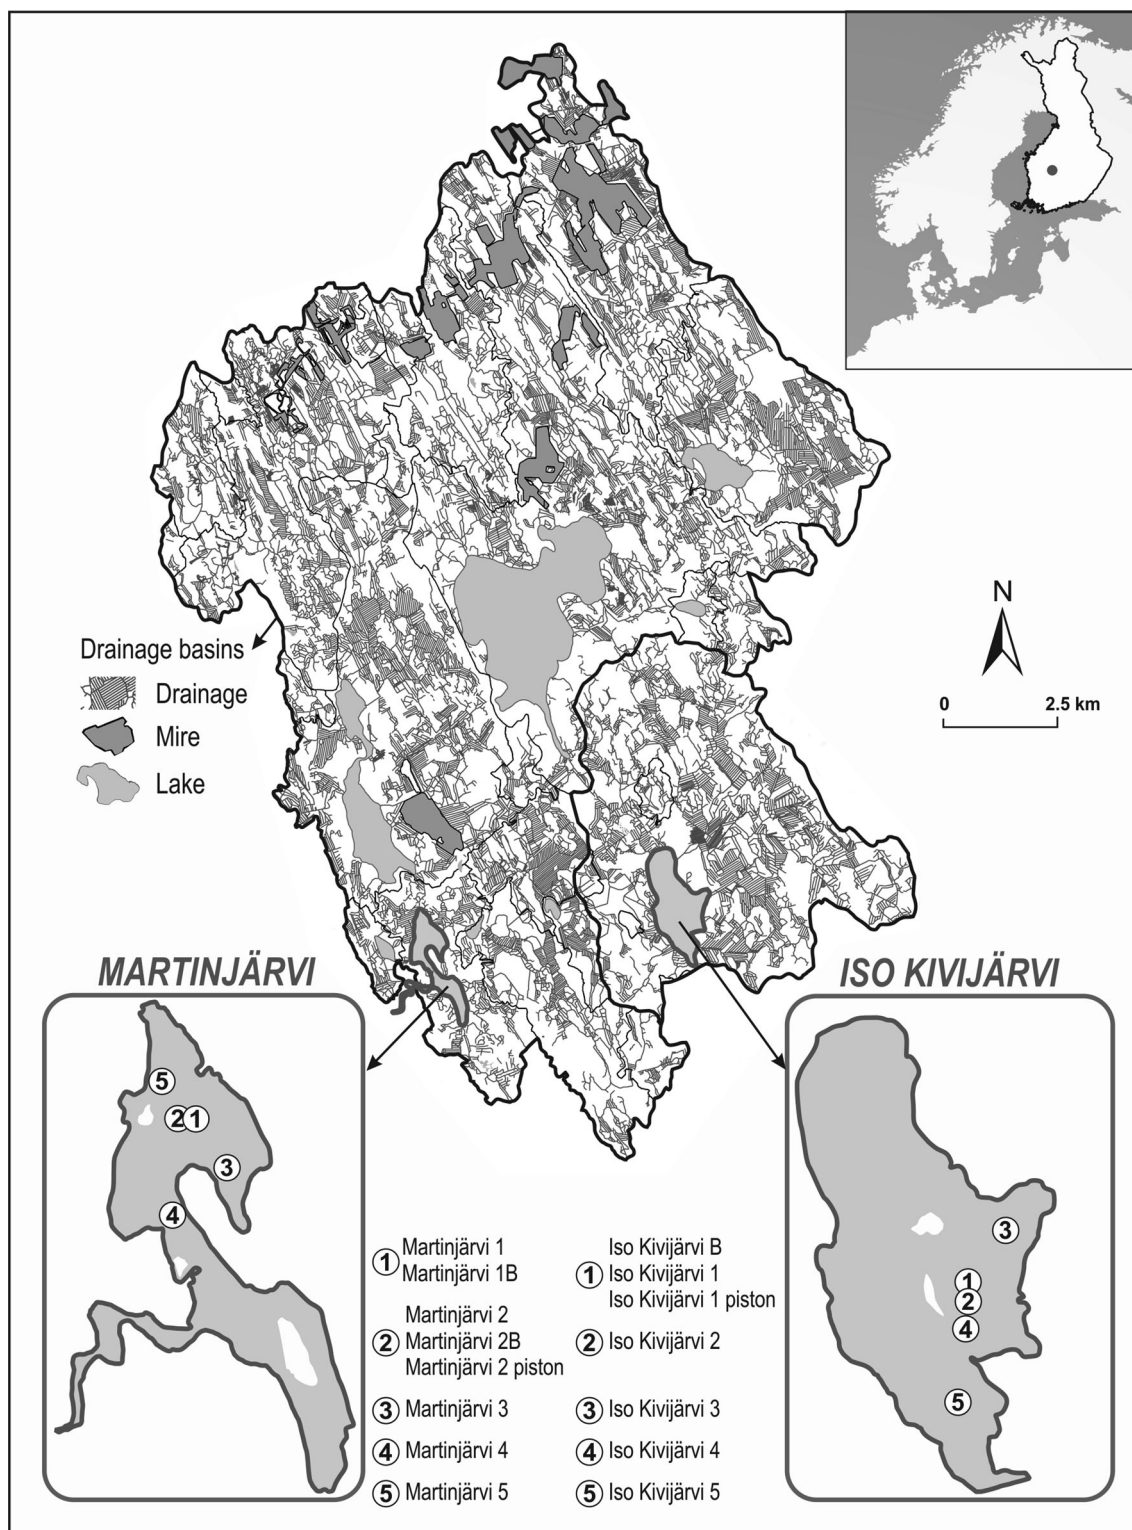 N
0 2.5 km
Drainage basins
Drainage
Mire
Lake
MARTINJÄRVI
5
2 1
3
4
ISO KIVIJÄRVI
3
1
2
4
5
1 Martinjärvi 1
Martinjärvi 1B
Martinjärvi 2
2 Martinjärvi 2B
Martinjärvi 2 piston
3 Martinjärvi 3
4 Martinjärvi 4
5 Martinjärvi 5
Iso Kivijärvi B
1 Iso Kivijärvi 1
Iso Kivijärvi 1 piston
2 Iso Kivijärvi 2
3 Iso Kivijärvi 3
4 Iso Kivijärvi 4
5 Iso Kivijärvi 5